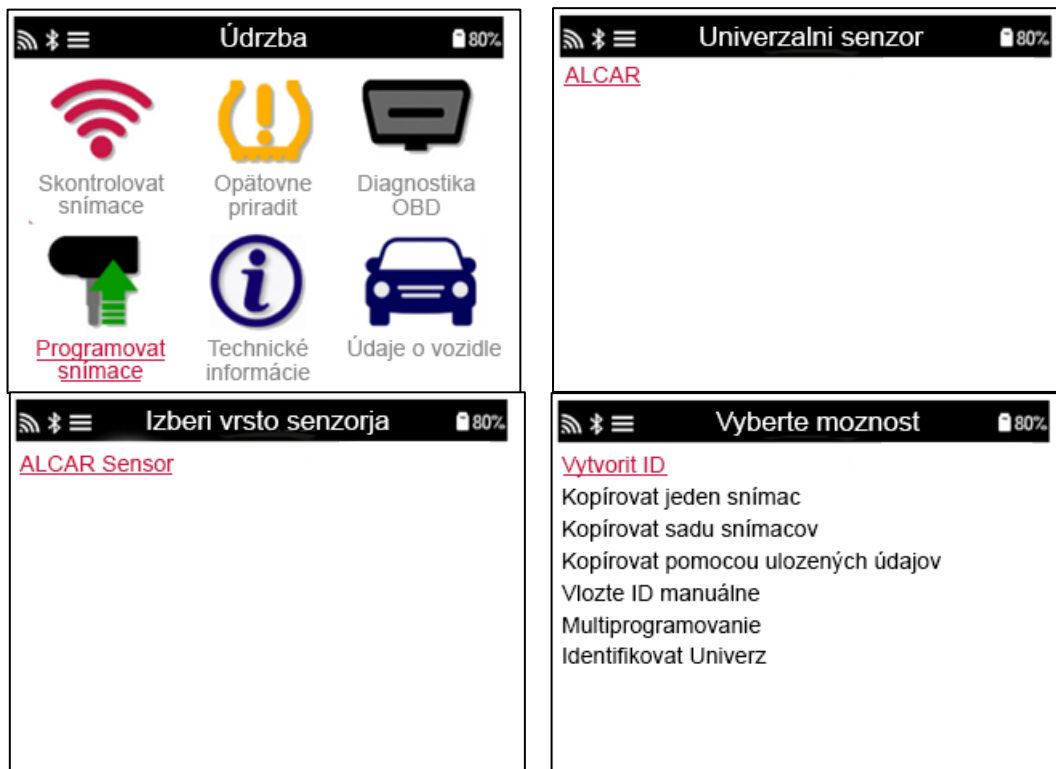 Údrzba 80%
Skontrolovat
snímace
Opätovne
priradit
Diagnostika
OBD
Programovat
snímace
Technické
informácie
Údaje o vozidle
Univerzalni senzor 80%
ALCAR
Izberi vrsto senzorja 80%
ALCAR Sensor
Vyberte moznost 80%
Vytvorit ID
Kopírovat jeden snímac
Kopírovat sadu snímacov
Kopírovat pomocou ulozených údajov
Vlozte ID manuálne
Multiprogramovanie
Identifikovat Univerz